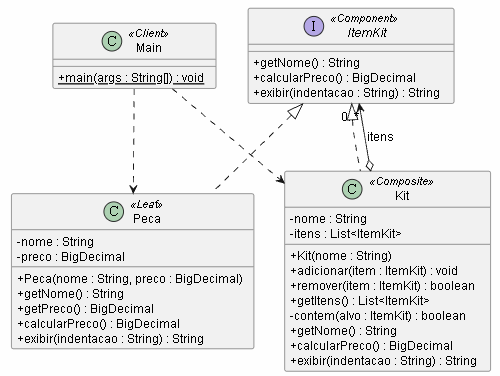 C
«Client»
Main
+main(args : String[]) : void
I
«Component»
ItemKit
+getNome() : String
+calcularPreco() : BigDecimal
+exibir(indentacao : String) : String
itens
C
«Leaf»
Peca
-nome : String
-preco : BigDecimal
+Peca(nome : String, preco : BigDecimal)
+getNome() : String
+getPreco() : BigDecimal
+calcularPreco() : BigDecimal
+exibir(indentacao : String) : String
C
«Composite»
Kit
-nome : String
-itens : List<ItemKit>
+Kit(nome : String)
+adicionar(item : ItemKit) : void
+remover(item : ItemKit) : boolean
+getItens() : List<ItemKit>
-contem(alvo : ItemKit) : boolean
+getNome() : String
+calcularPreco() : BigDecimal
+exibir(indentacao : String) : String